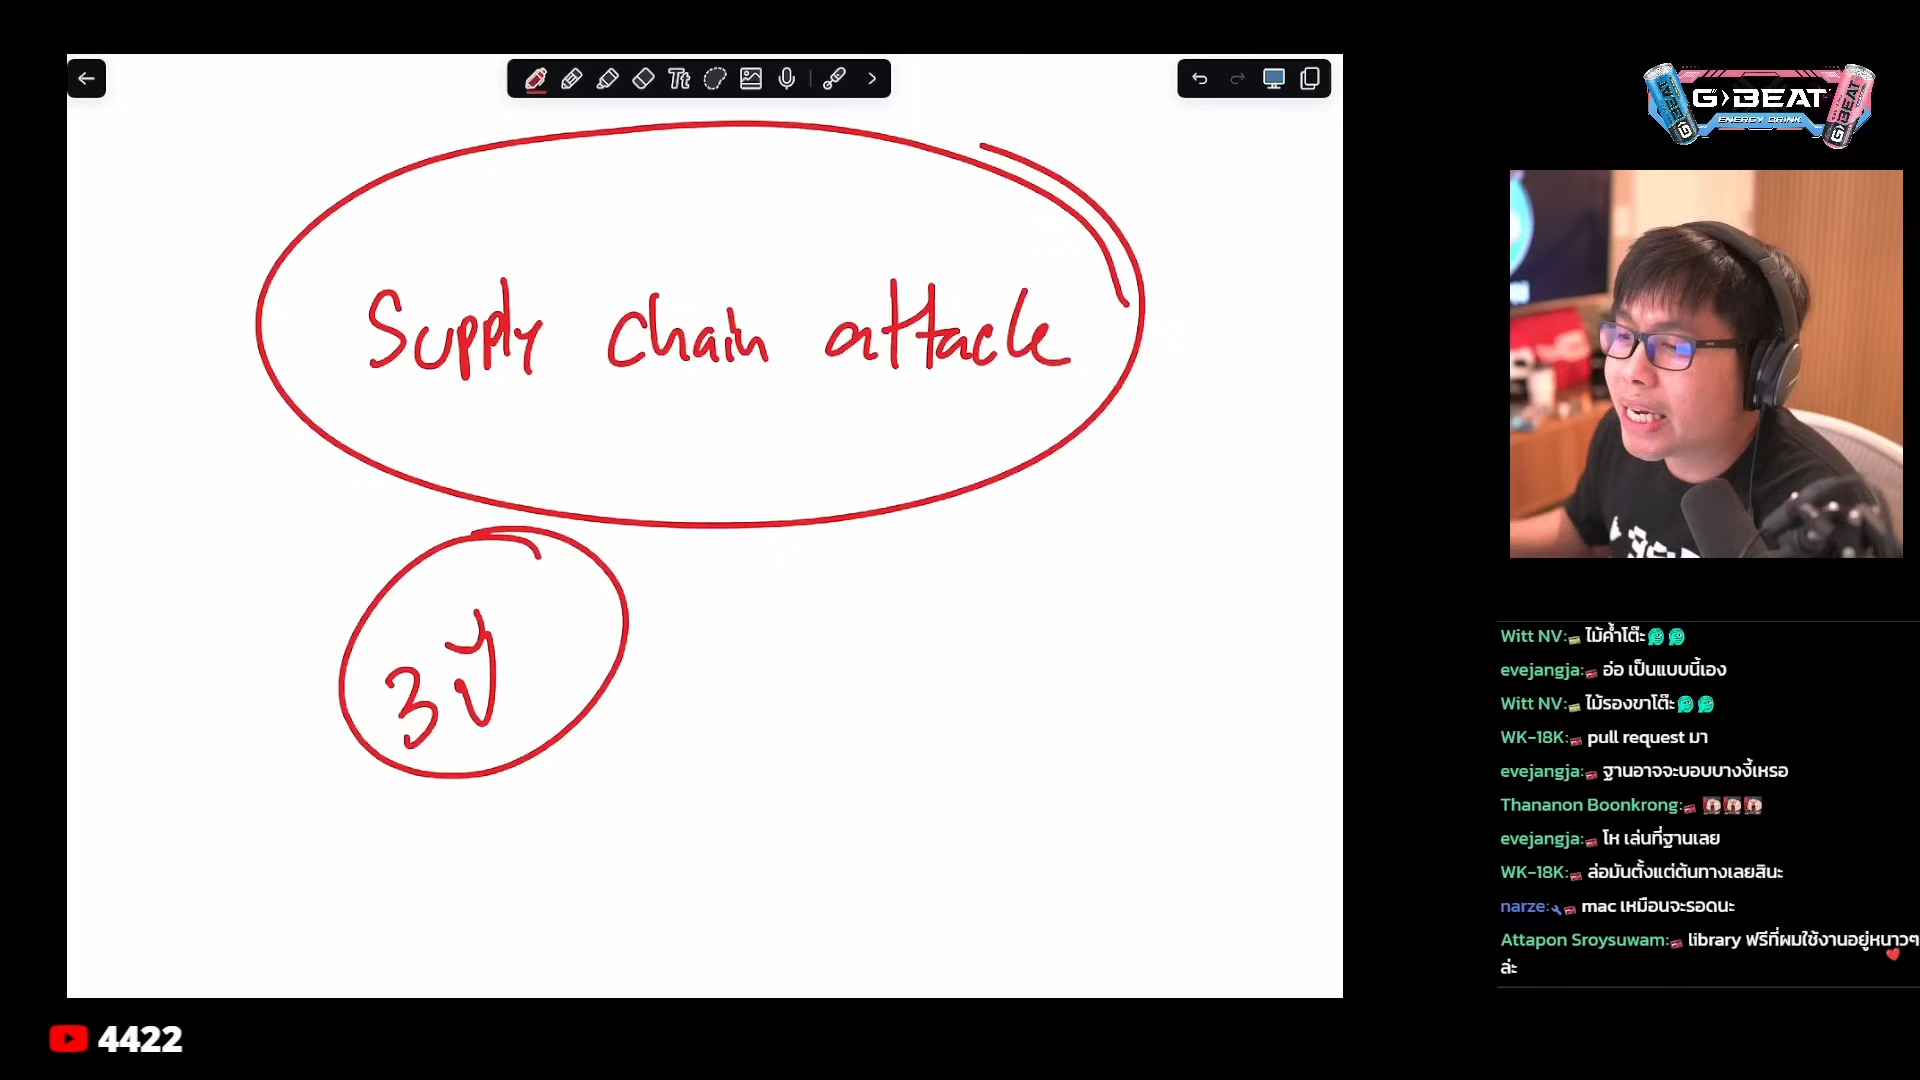 G>BEAT
ENERGY DRINK
Supply chain attack
3 ปี
Witt NV: ไม้ค้ำโต๊ะ
evejangja: อ่อ เป็นแบบนี้เอง
Witt NV: ไม้รองขาโต๊ะ
WK-18K: pull request มา
evejangja: ฐานอาจจะบอบบางงี้เหรอ
Thananon Boonkrong:
evejangja: โห เล่นที่ฐานเลย
WK-18K: ล่อมันตั้งแต่ต้นทางเลยสินะ
narze: mac เหมือนจะรอดนะ
Attapon Sroysuwam: library ฟรีที่ผมใช้งานอยู่หนาวๆ
ล่ะ
4422